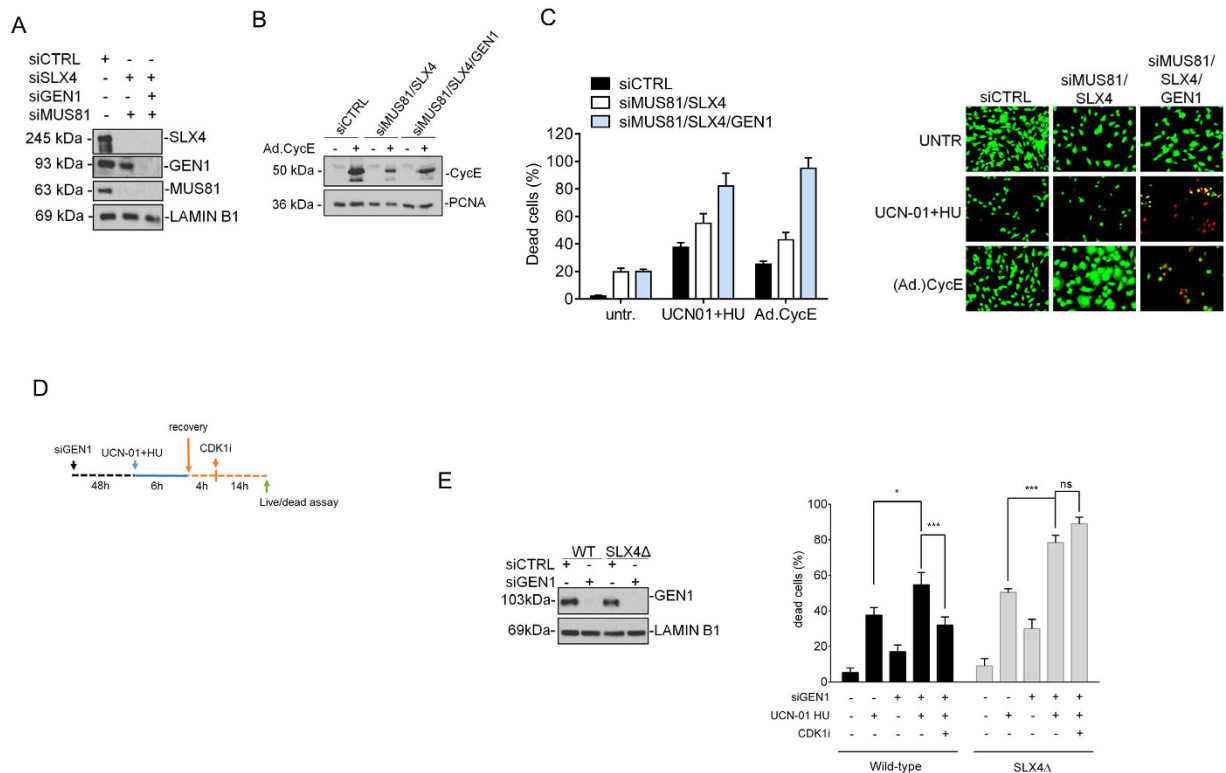 A
siCTRL + - -
siSLX4 - + +
siGEN1 - - +
siMUS81 - + +
245 kDa -SLX4
93 kDa -GEN1
63 kDa -MUS81
69 kDa -LAMIN B1
B
siCTRL
siMUS81/SLX4
siMUS81/SLX4/GEN1
Ad.CycE - + - + - +
50 kDa- -CycE
36 kDa- -PCNA
C
siCTRL
siMUS81/SLX4
siMUS81/SLX4/GEN1
Dead cells (%)
120
100
80
60
40
20
0
untr. UCN01+HU Ad.CycE
siCTRL
siMUS81/
SLX4
siMUS81/
SLX4/
GEN1
UNTR
UCN-01+HU
(Ad.)CycE
D
siGEN1
UCN-01+HU
recovery
CDK1i
48h 6h 4h 14h
Live/dead assay
E
WT SLX4Δ
siCTRL + - + -
siGEN1 - + - +
103kDa- -GEN1
69kDa- -LAMIN B1
dead cells (%)
80
60
40
20
0
* *** *** ns
siGEN1 - - + + + - - + + +
UCN-01 HU - + - + + - + - + +
CDK1i - - - - + - - - - +
Wild-type SLX4Δ